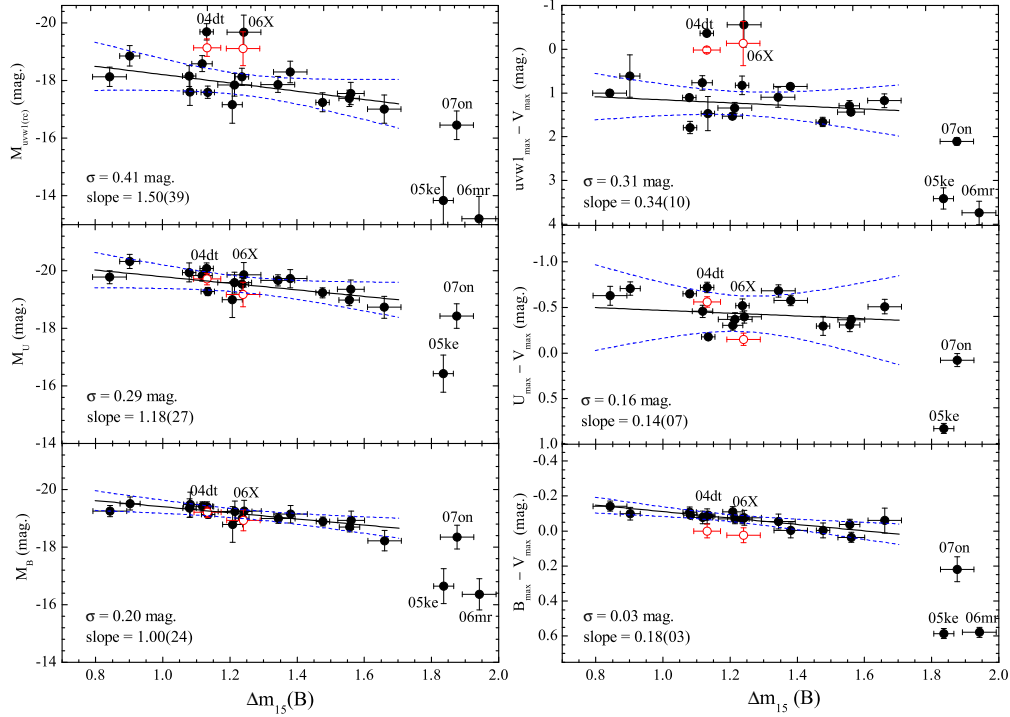 -20
04dt
06X
-18
07on
-16
05ke
06mr
σ = 0.41 mag.
slope = 1.50(39)
-14
M_uvw1(rc) (mag.)
-1
04dt
0
06X
1
2
07on
3
05ke
06mr
σ = 0.31 mag.
slope = 0.34(10)
4
uvw1_max − V_max (mag.)
04dt
06X
-20
07on
-18
05ke
-16
σ = 0.29 mag.
slope = 1.18(27)
-14
M_U (mag.)
-1.0
04dt
06X
-0.5
0.0
07on
0.5
05ke
σ = 0.16 mag.
slope = 0.14(07)
1.0
U_max − V_max (mag.)
04dt
06X
-20
07on
-18
05ke
06mr
-16
σ = 0.20 mag.
slope = 1.00(24)
-14
M_B (mag.)
0.8 1.0 1.2 1.4 1.6 1.8 2.0
Δm_15(B)
-0.4
-0.2
04dt
06X
0.0
07on
0.2
0.4
05ke
06mr
0.6
σ = 0.03 mag.
slope = 0.18(03)
B_max − V_max (mag.)
0.8 1.0 1.2 1.4 1.6 1.8 2.0
Δm_15(B)